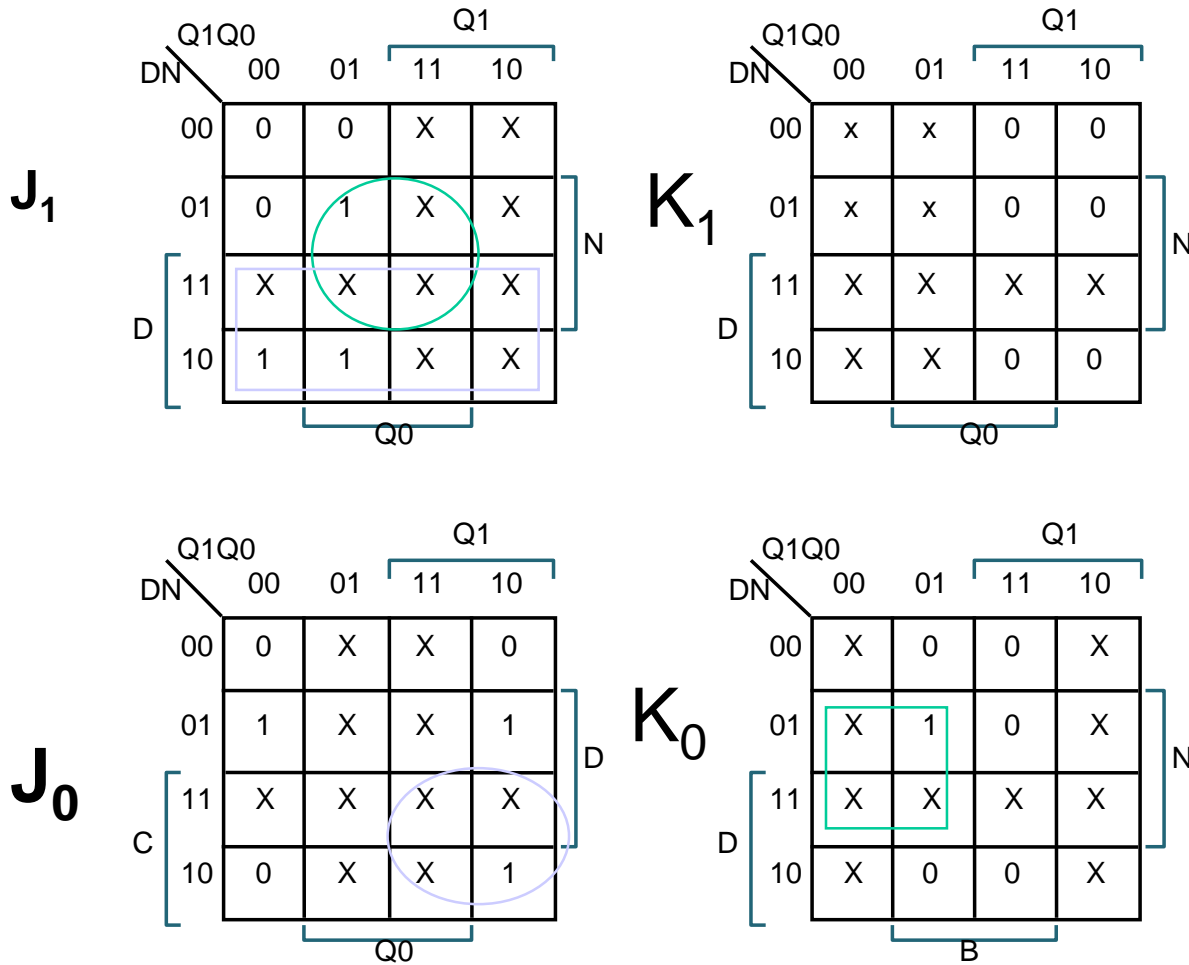 Q1 Q1
Q1Q0 Q1Q0
DN 00 01 11 10 DN 00 01 11 10
00 0 0 X X 00 x x 0 0
J1 01 0 1 X X N K1 01 x x 0 0 N
11 X X X X 11 X X X X
D D
10 1 1 X X 10 X X 0 0
Q0 Q0
Q1 Q1
Q1Q0 Q1Q0
DN 00 01 11 10 DN 00 01 11 10
00 0 X X 0 00 X 0 0 X
01 1 X X 1 D K0 01 X 1 0 X N
J0 11 X X X X 11 X X X X
C D
10 0 X X 1 10 X 0 0 X
Q0 B